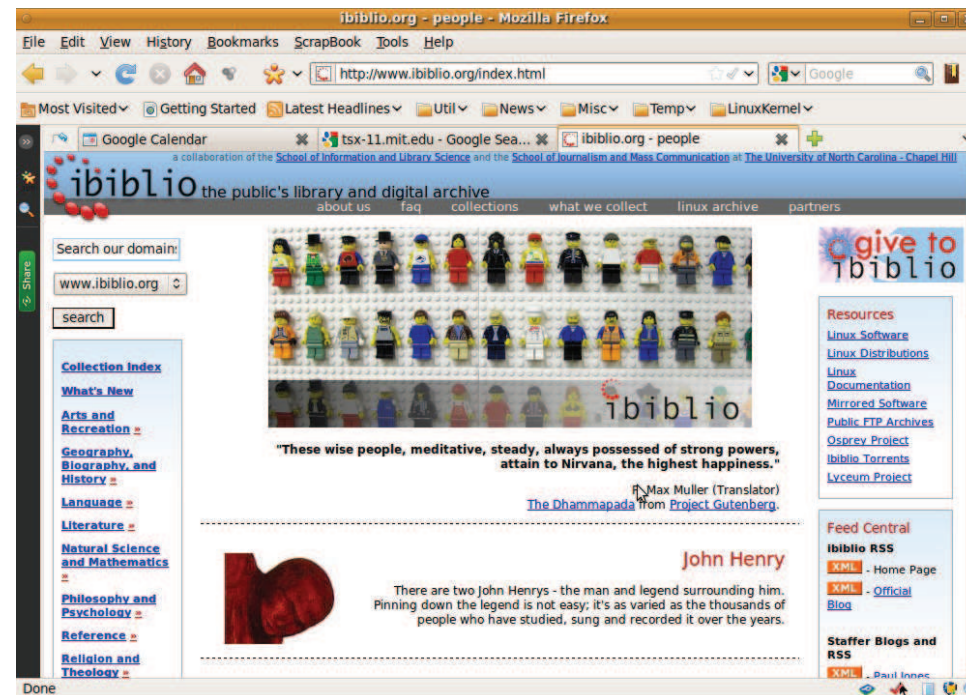 ibiblio.org - people - Mozilla Firefox
File Edit View History Bookmarks ScrapBook Tools Help
http://www.ibiblio.org/index.html
Google
Most Visited Getting Started Latest Headlines Util News Misc Temp LinuxKernel
Google Calendar tsx-11.mit.edu - Google Sea... ibiblio.org - people
a collaboration of the School of Information and Library Science and the School of Journalism and Mass Communication at The University of North Carolina - Chapel Hill
ibiblio the public's library and digital archive
about us faq collections what we collect linux archive partners
Share
Search our domain:
www.ibiblio.org
search
Collection Index
What's New
Arts and
Recreation »
Geography,
Biography, and
History »
Language »
Literature »
Natural Science
and Mathematics
»
Philosophy and
Psychology »
Reference »
Religion and
Theology »
ibiblio
"These wise people, meditative, steady, always possessed of strong powers,
attain to Nirvana, the highest happiness."
Max Muller (Translator)
The Dhammapada from Project Gutenberg.
John Henry
There are two John Henrys - the man and legend surrounding him.
Pinning down the legend is not easy; it's as varied as the thousands of
people who have studied, sung and recorded it over the years.
give to
ibiblio
Resources
Linux Software
Linux Distributions
Linux
Documentation
Mirrored Software
Public FTP Archives
Osprey Project
Ibiblio Torrents
Lyceum Project
Feed Central
ibiblio RSS
XML - Home Page
XML - Official
Blog
Staffer Blogs and
RSS
XML - Paul Jones
Done